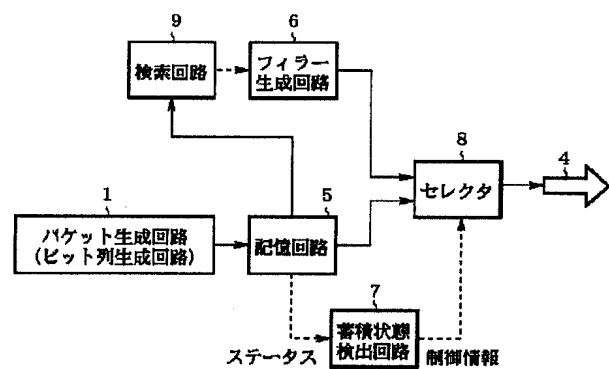 9
検索回路
6
フィラー
生成回路
8
セレクタ
4
1
パケット生成回路
(ビット列生成回路)
5
記憶回路
7
蓄積状態
検出回路
ステータス
制御情報